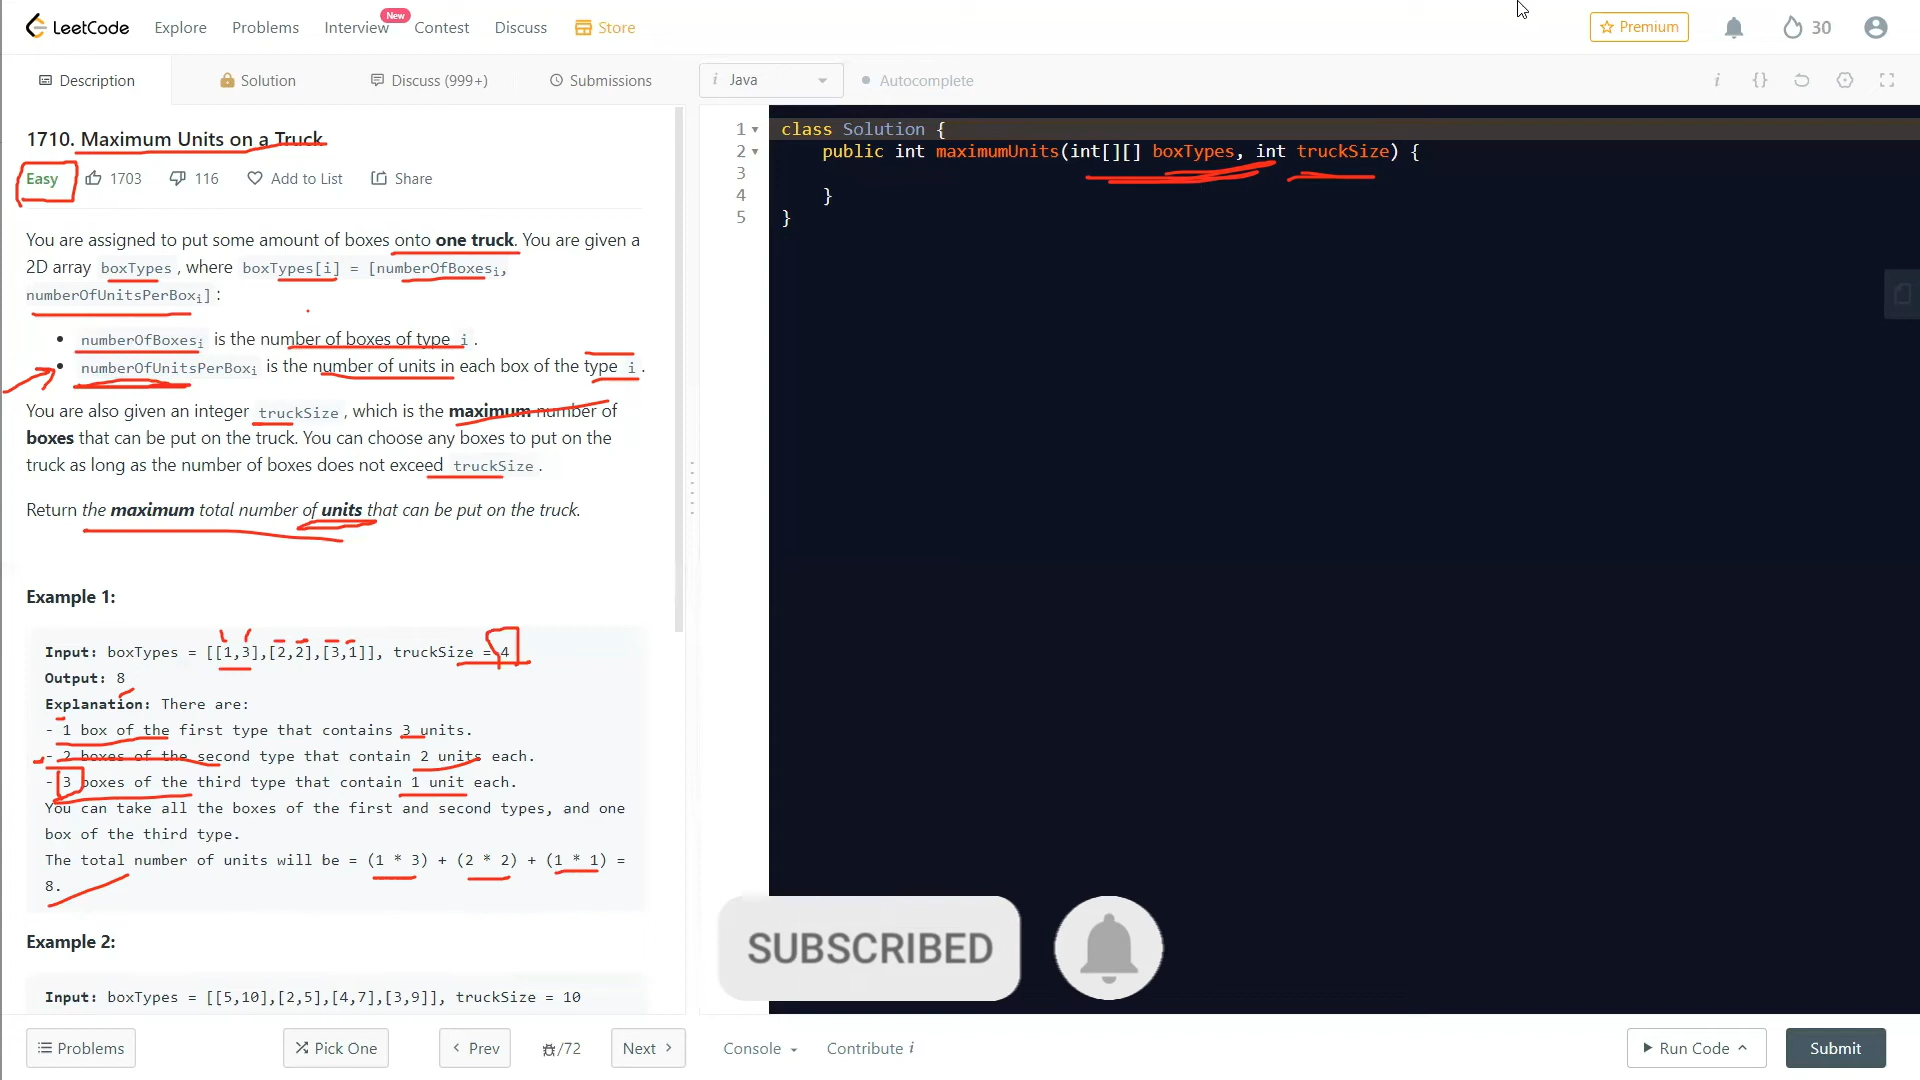 LeetCode Explore Problems Interview New Contest Discuss Store Premium 30
Description Solution Discuss (999+) Submissions i Java Autocomplete i {}
1710. Maximum Units on a Truck
Easy 1703 116 Add to List Share
You are assigned to put some amount of boxes onto one truck. You are given a
2D array boxTypes, where boxTypes[i] = [numberOfBoxesi,
numberOfUnitsPerBoxi]:
• numberOfBoxesi is the number of boxes of type i.
• numberOfUnitsPerBoxi is the number of units in each box of the type i.
You are also given an integer truckSize, which is the maximum number of
boxes that can be put on the truck. You can choose any boxes to put on the
truck as long as the number of boxes does not exceed truckSize.
Return the maximum total number of units that can be put on the truck.
Example 1:
Input: boxTypes = [[1,3],[2,2],[3,1]], truckSize = 4
Output: 8
Explanation: There are:
- 1 box of the first type that contains 3 units.
- 2 boxes of the second type that contain 2 units each.
- 3 boxes of the third type that contain 1 unit each.
You can take all the boxes of the first and second types, and one
box of the third type.
The total number of units will be = (1 * 3) + (2 * 2) + (1 * 1) =
8.
Example 2:
Input: boxTypes = [[5,10],[2,5],[4,7],[3,9]], truckSize = 10
1 class Solution {
2 public int maximumUnits(int[][] boxTypes, int truckSize) {
3
4 }
5 }
SUBSCRIBED
Problems Pick One < Prev /72 Next > Console Contribute i Run Code Submit